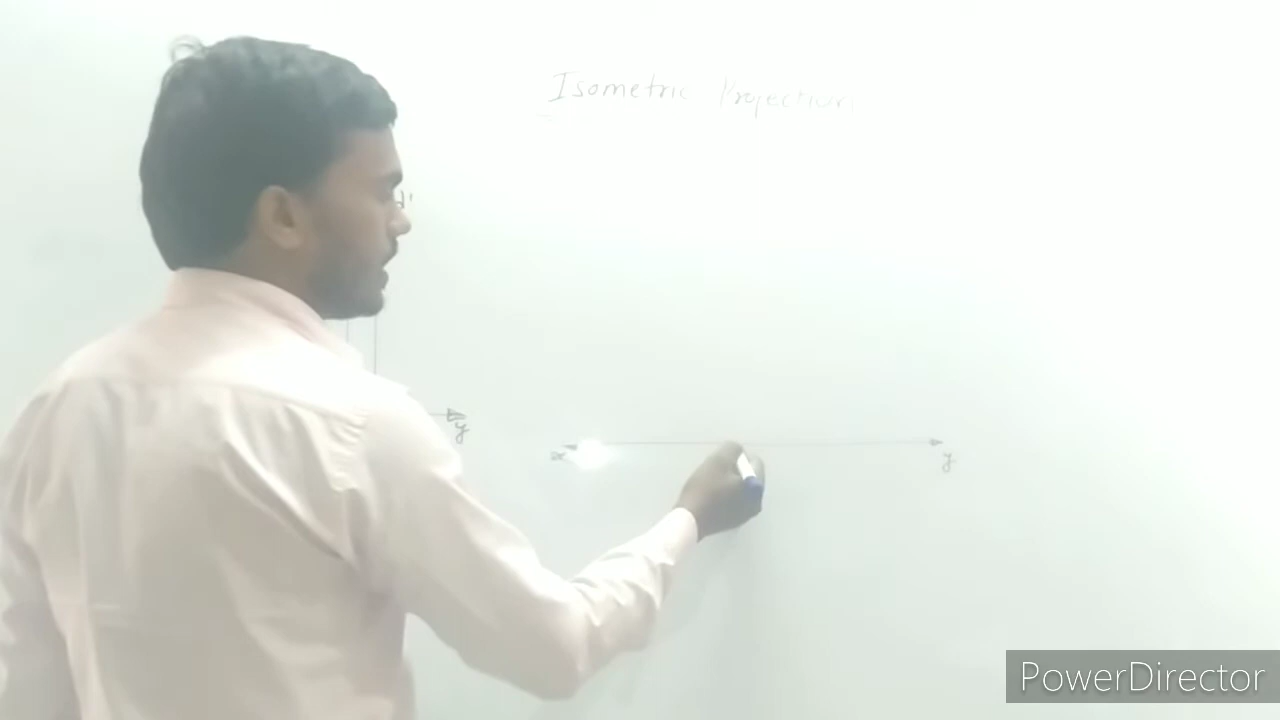 Isometric Projection
d'
y
x
y
PowerDirector